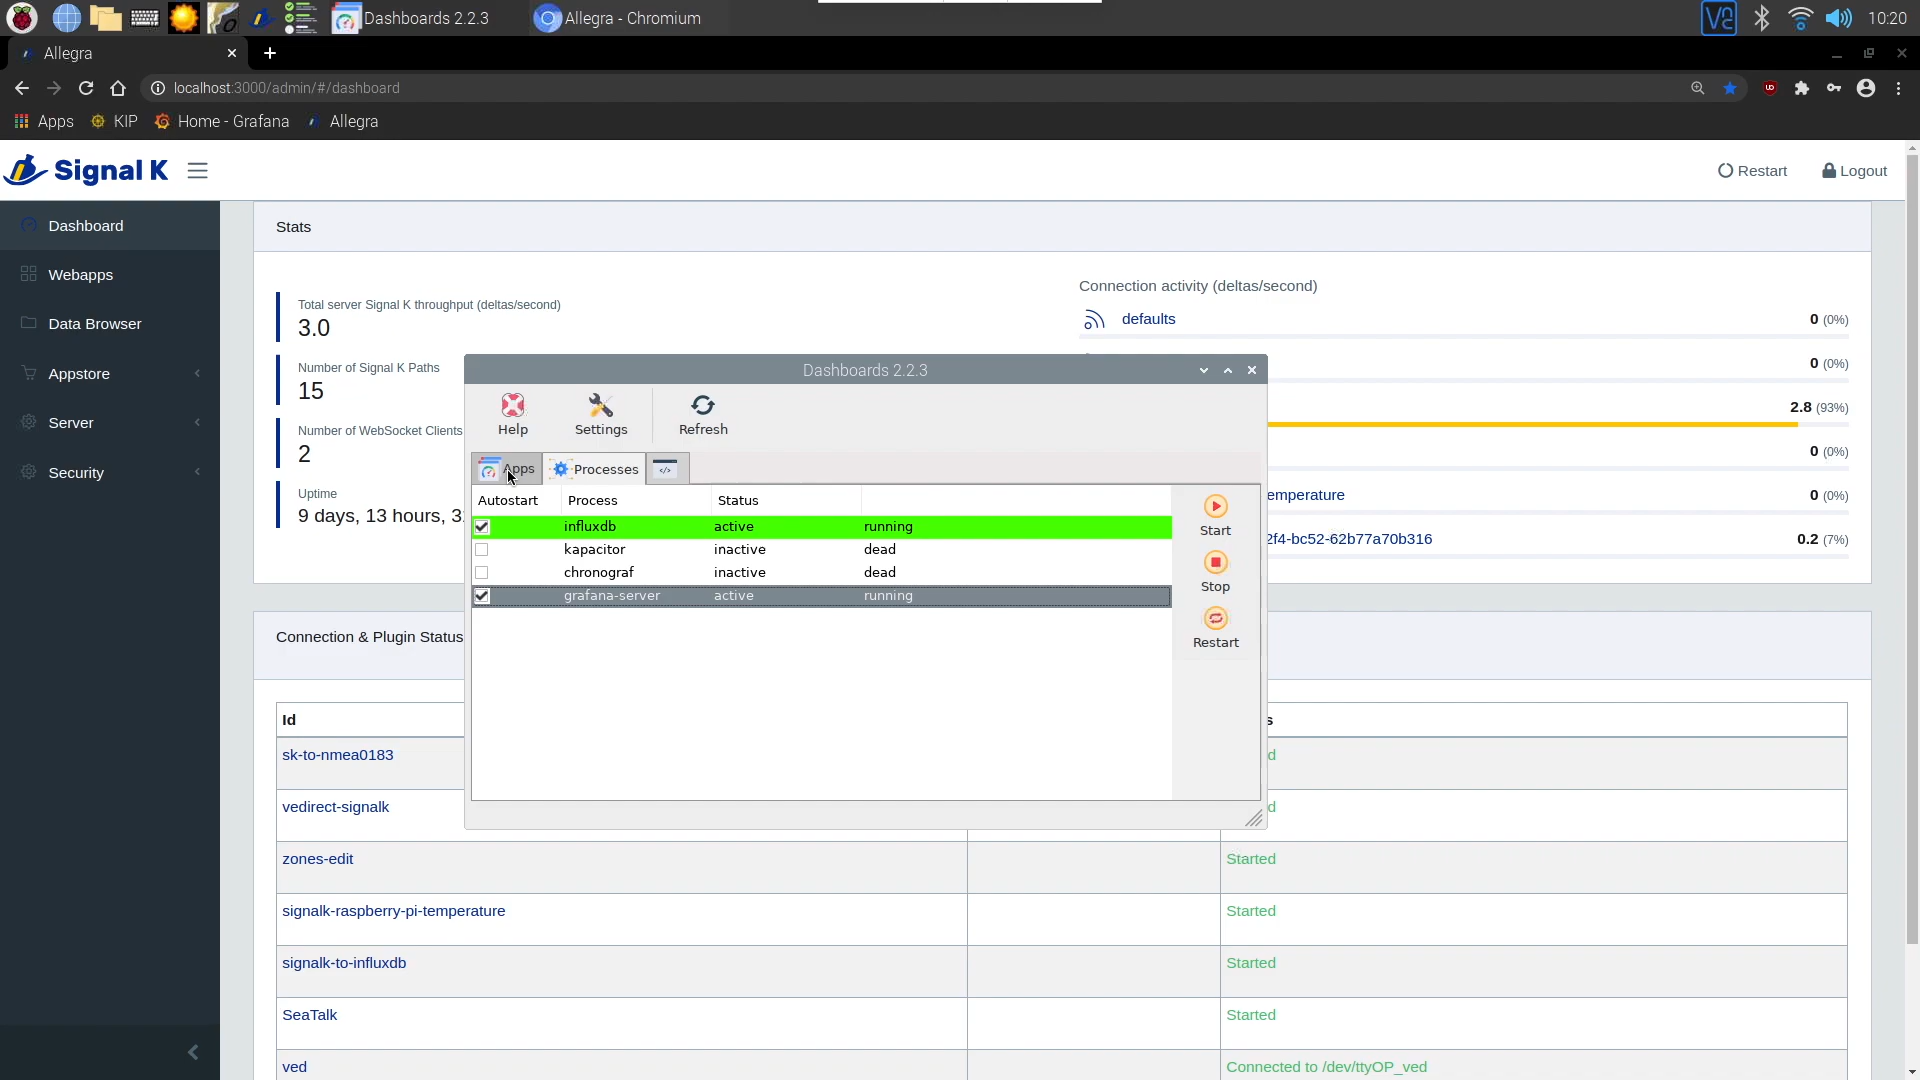 Dashboards 2.2.3
Allegra - Chromium
10:20
Allegra
localhost:3000/admin/#/dashboard
Apps
KIP
Home - Grafana
Allegra
Signal K
Restart
Logout
Dashboard
Webapps
Data Browser
Appstore
Server
Security
Stats
Total server Signal K throughput (deltas/second)
3.0
Number of Signal K Paths
15
Number of WebSocket Clients
2
Uptime
9 days, 13 hours,
Connection activity (deltas/second)
defaults
0 (0%)
0 (0%)
2.8 (93%)
0 (0%)
emperature
0 (0%)
2f4-bc52-62b77a70b316
0.2 (7%)
Dashboards 2.2.3
Help
Settings
Refresh
Apps
Processes
</>
Autostart Process Status
influxdb active running
kapacitor inactive dead
chronograf inactive dead
grafana-server active running
Start
Stop
Restart
Connection & Plugin Status
Id
s
sk-to-nmea0183
d
vedirect-signalk
d
zones-edit
Started
signalk-raspberry-pi-temperature
Started
signalk-to-influxdb
Started
SeaTalk
Started
ved
Connected to /dev/ttyOP_ved